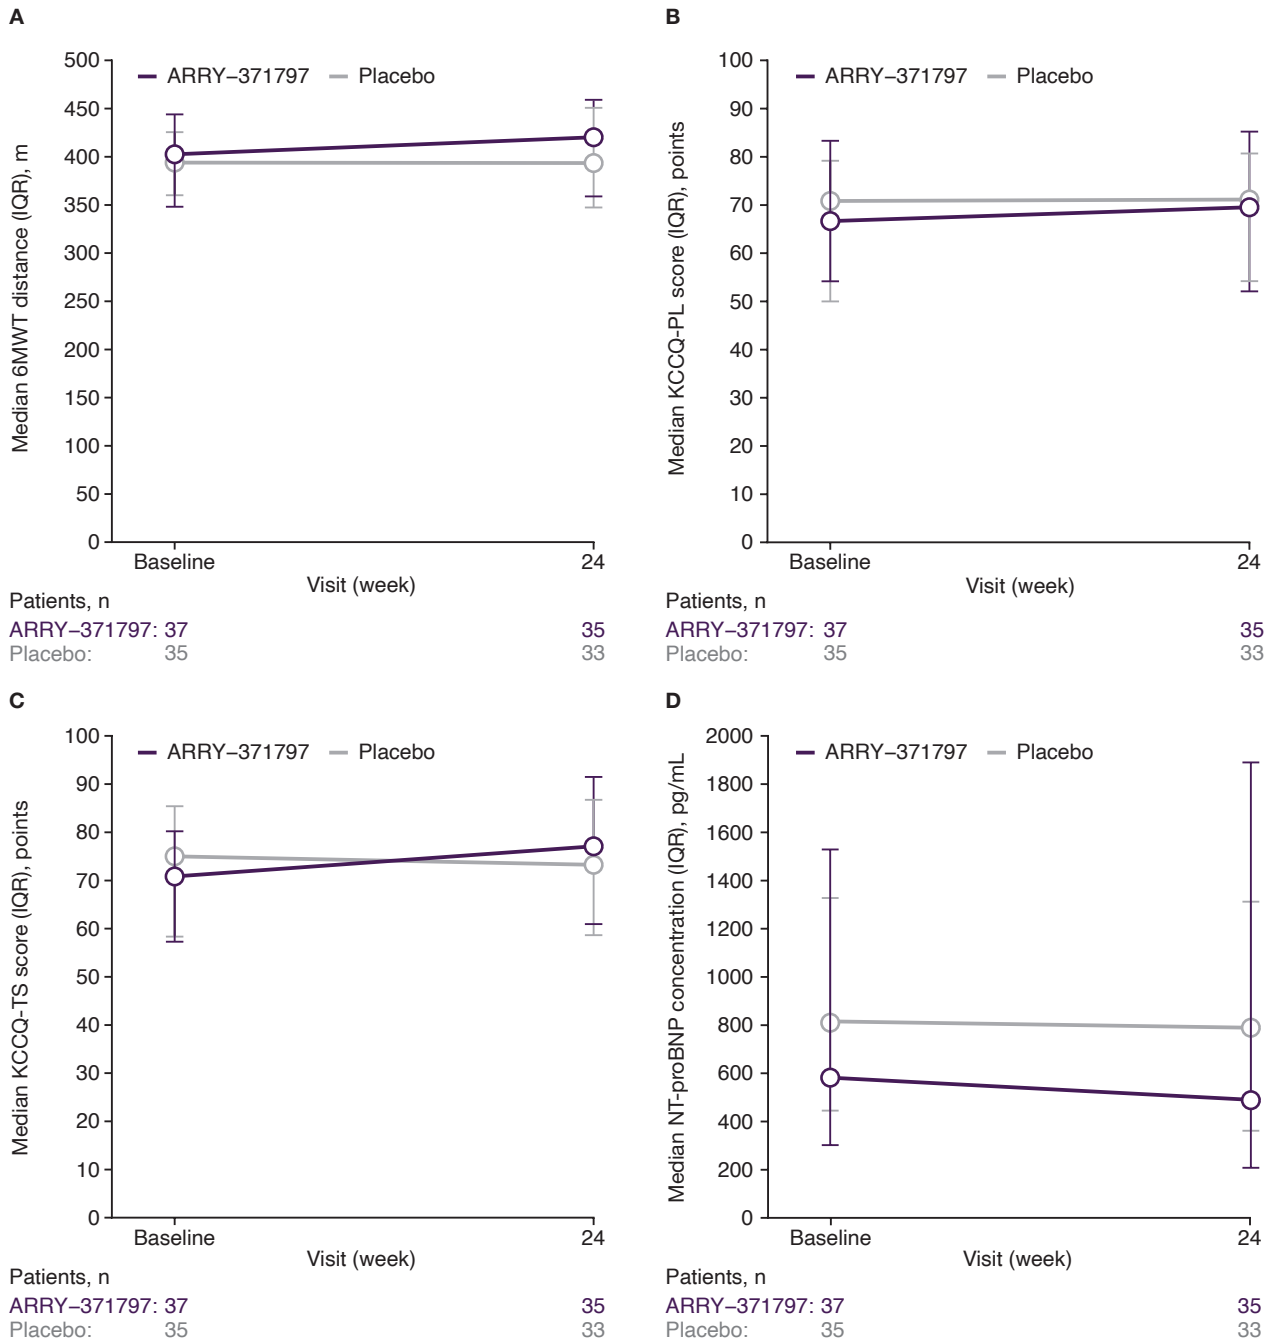 A
ARRY–371797 Placebo
Median 6MWT distance (IQR), m
500
450
400
350
300
250
200
150
100
50
0
Baseline 24
Visit (week)
Patients, n
ARRY–371797: 37 35
Placebo: 35 33
B
ARRY–371797 Placebo
Median KCCQ-PL score (IQR), points
100
90
80
70
60
50
40
30
20
10
0
Baseline 24
Visit (week)
Patients, n
ARRY–371797: 37 35
Placebo: 35 33
C
ARRY–371797 Placebo
Median KCCQ-TS score (IQR), points
100
90
80
70
60
50
40
30
20
10
0
Baseline 24
Visit (week)
Patients, n
ARRY–371797: 37 35
Placebo: 35 33
D
ARRY–371797 Placebo
Median NT-proBNP concentration (IQR), pg/mL
2000
1800
1600
1400
1200
1000
800
600
400
200
0
Baseline 24
Visit (week)
Patients, n
ARRY–371797: 37 35
Placebo: 35 33